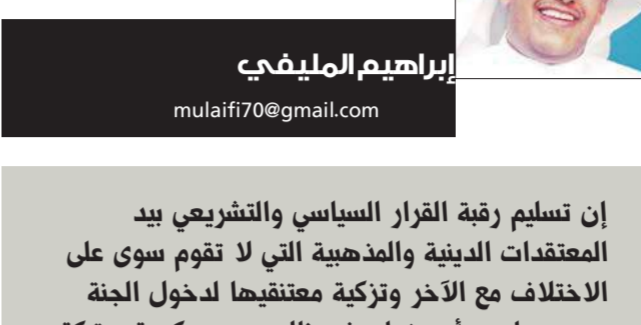 إبراهيم المليفي
mulaifi70@gmail.com
إن تسليم رقبة القرار السياسي والتشريعي بيد
المعتقدات الدينية والمذهبية التي لا تقوم سوى على
الاختلاف مع الآخر وتزكية معتنقيها لدخول الجنة